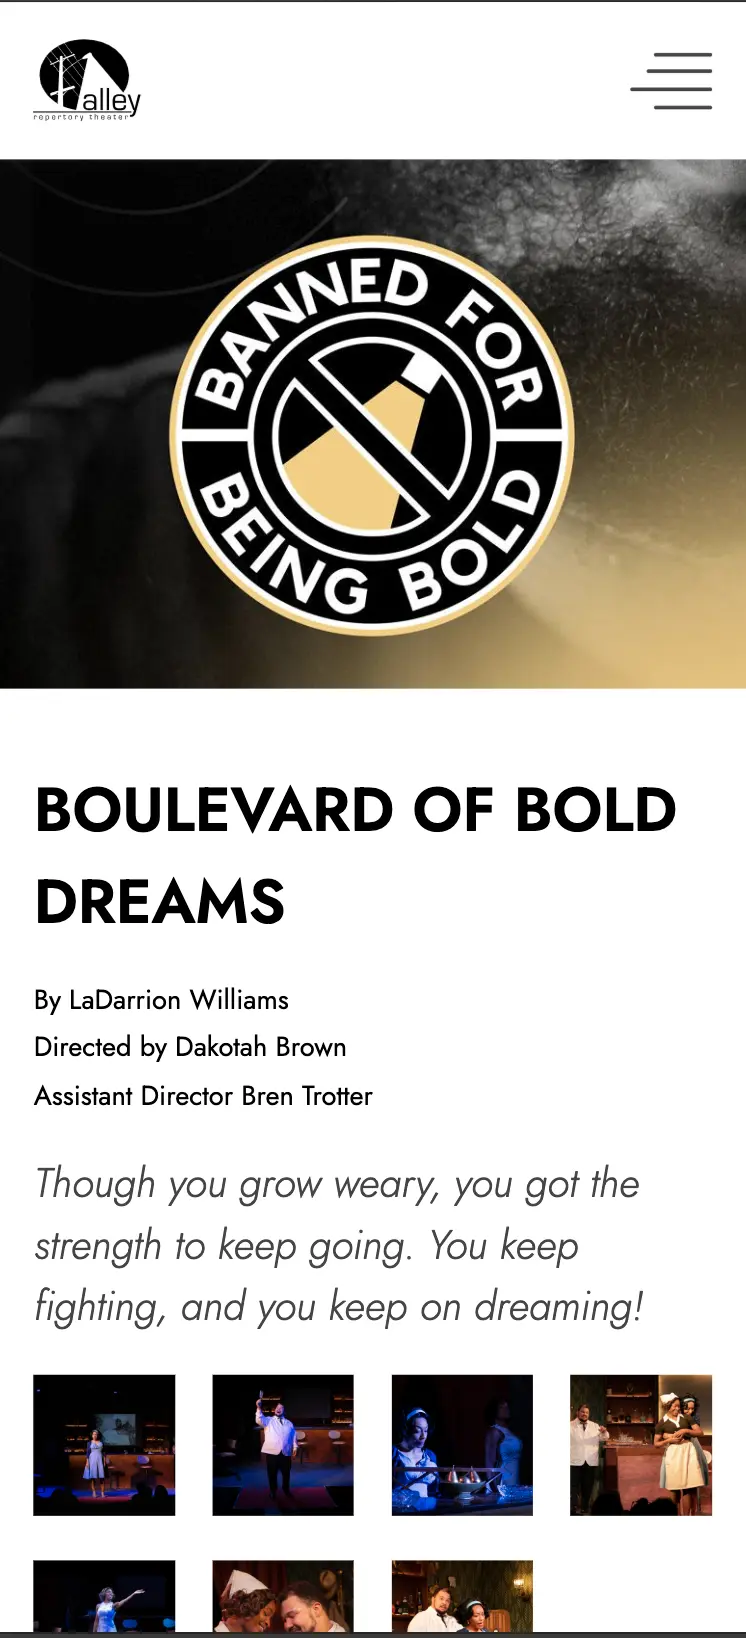 alley
repertory theater
BANNED FOR
BEING BOLD
BOULEVARD OF BOLD
DREAMS
By LaDarrion Williams
Directed by Dakotah Brown
Assistant Director Bren Trotter
Though you grow weary, you got the
strength to keep going. You keep
fighting, and you keep on dreaming!